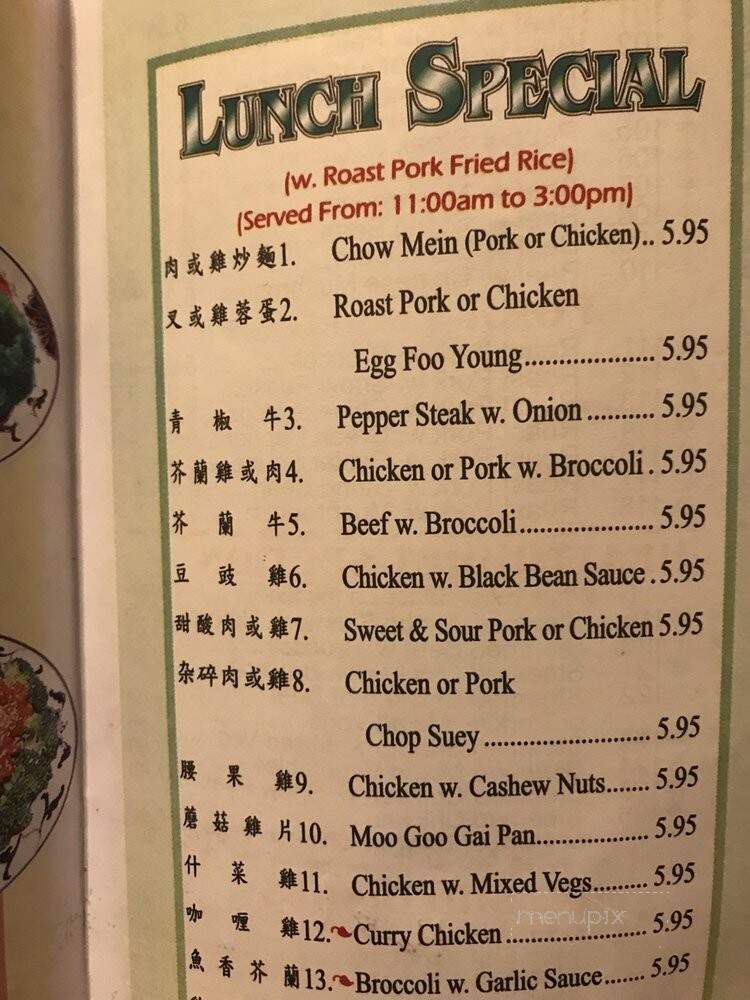 LUNCH SPECIAL
(w. Roast Pork Fried Rice)
(Served From: 11:00am to 3:00pm)
肉或雞炒麵1. Chow Mein (Pork or Chicken).. 5.95
叉或雞蓉蛋2. Roast Pork or Chicken
Egg Foo Young................... 5.95
青椒牛3. Pepper Steak w. Onion .......... 5.95
芥蘭雞或肉4. Chicken or Pork w. Broccoli . 5.95
芥蘭牛5. Beef w. Broccoli.................... 5.95
豆豉雞6. Chicken w. Black Bean Sauce . 5.95
甜酸肉或雞7. Sweet & Sour Pork or Chicken 5.95
杂碎肉或雞8. Chicken or Pork
Chop Suey ......................... 5.95
腰果雞9. Chicken w. Cashew Nuts....... 5.95
蘑菇雞片10. Moo Goo Gai Pan................. 5.95
什菜雞11. Chicken w. Mixed Vegs......... 5.95
咖喱雞12. Curry Chicken ..................... 5.95
魚香芥蘭13. Broccoli w. Garlic Sauce....... 5.95
menupix